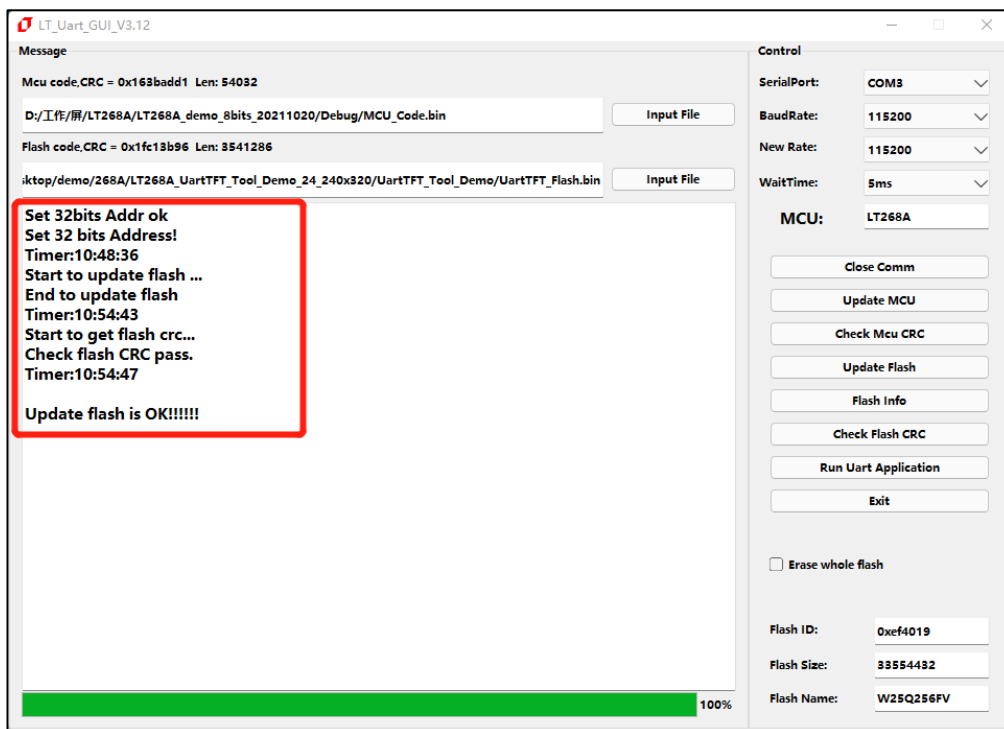 LT_Uart_GUI_V3.12
Message
Mcu code,CRC = 0x163badd1 Len: 54032
D:/工作/屏/LT268A/LT268A_demo_8bits_20211020/Debug/MCU_Code.bin
Input File
Flash code,CRC = 0x1fc13b96 Len: 3541286
sktop/demo/268A/LT268A_UartTFT_Tool_Demo_24_240x320/UartTFT_Tool_Demo/UartTFT_Flash.bin
Input File
Set 32bits Addr ok
Set 32 bits Address!
Timer:10:48:36
Start to update flash ...
End to update flash
Timer:10:54:43
Start to get flash crc...
Check flash CRC pass.
Timer:10:54:47
Update flash is OK!!!!!!
100%
Control
SerialPort:
COM3
BaudRate:
115200
New Rate:
115200
WaitTime:
5ms
MCU:
LT268A
Close Comm
Update MCU
Check Mcu CRC
Update Flash
Flash Info
Check Flash CRC
Run Uart Application
Exit
Erase whole flash
Flash ID:
0xef4019
Flash Size:
33554432
Flash Name:
W25Q256FV